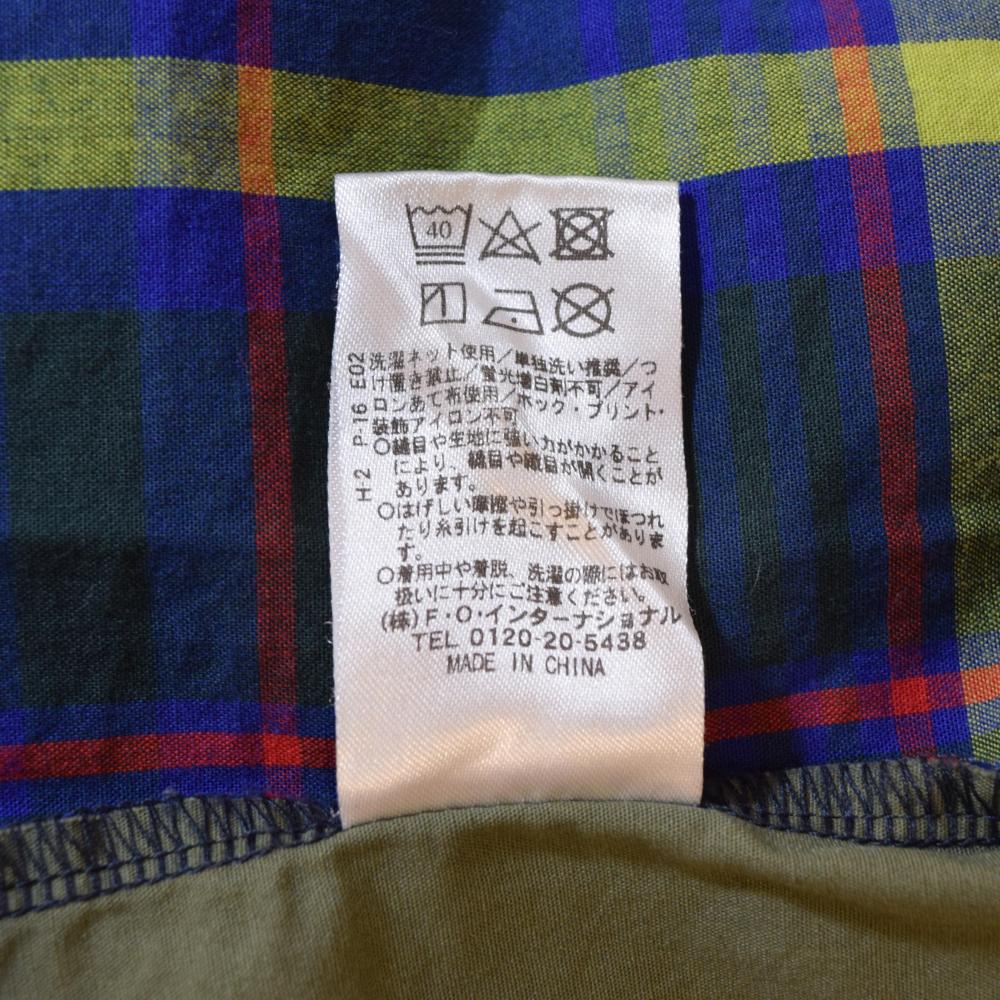 40
洗濯ネット使用／単独洗い推奨／つ
け置き禁止／蛍光増白剤不可／アイ
ロンあて布使用／ホック・プリント・
装飾アイロン不可
○縫目や生地に強い力がかかること
により、縫目や織目が開くことが
あります。
○はげしい摩擦や引っ掛けでほつれ
たり糸引けを起こすことがありま
す。
○着用中や着脱、洗濯の際にはお取
扱いに十分にご注意ください。
(株)F・O・インターナショナル
TEL 0120-20-5438
MADE IN CHINA
H-2 P-16 E02